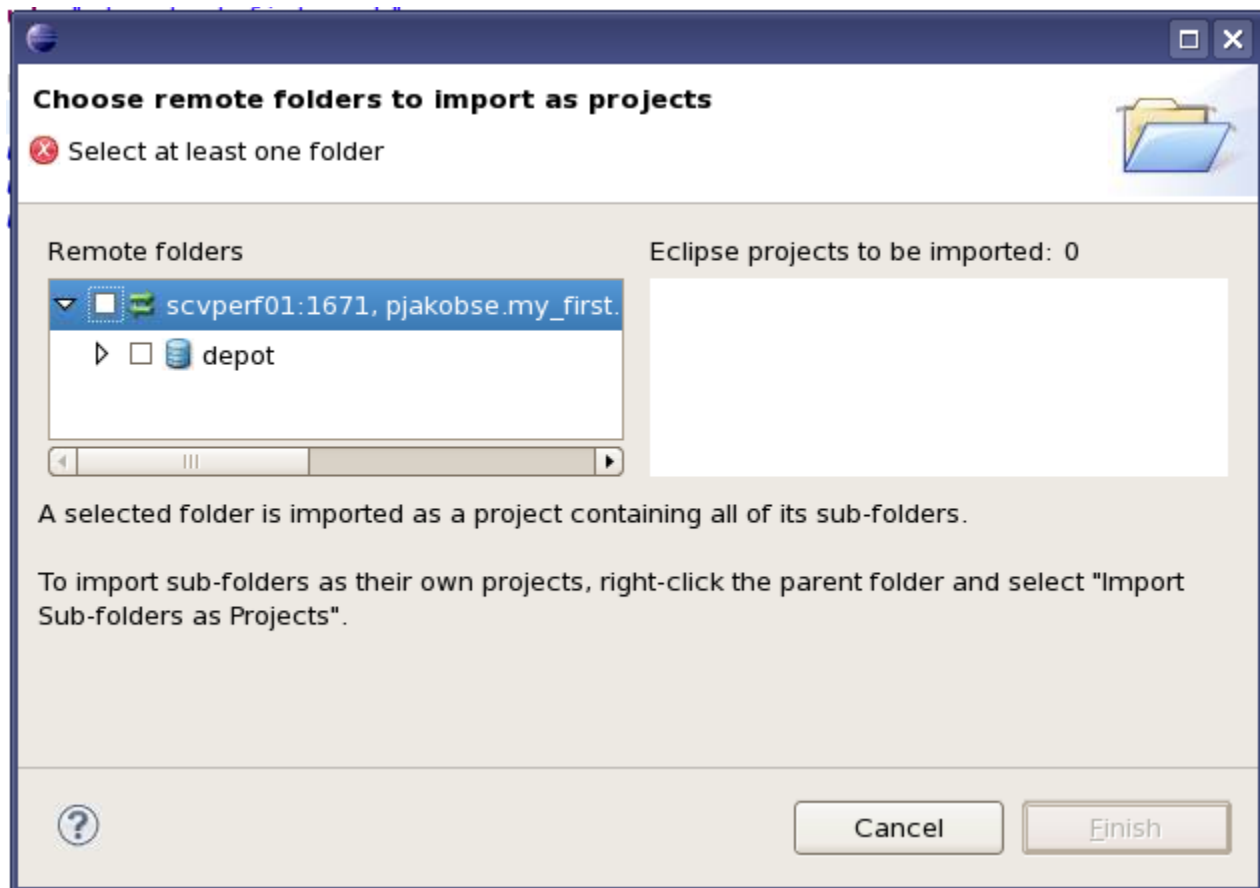 Choose remote folders to import as projects
Select at least one folder
Remote folders
Eclipse projects to be imported: 0
scvperf01:1671, pjakobse.my_first.
depot
A selected folder is imported as a project containing all of its sub-folders.
To import sub-folders as their own projects, right-click the parent folder and select "Import
Sub-folders as Projects".
Cancel
Finish